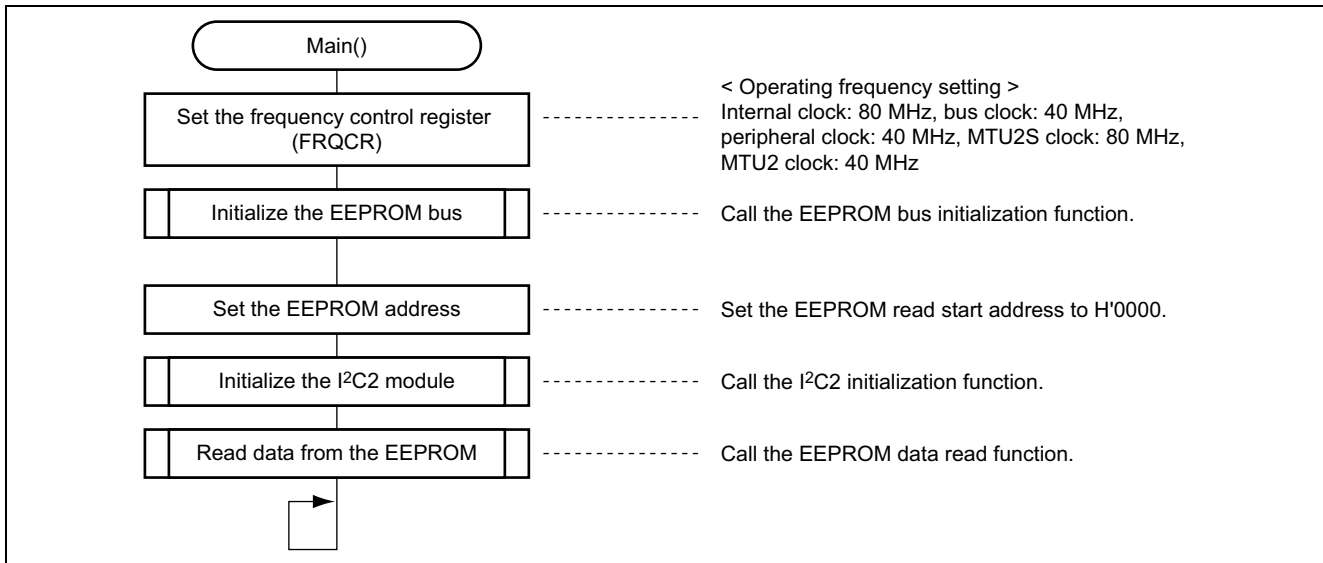 Main()
Set the frequency control register
(FRQCR)
< Operating frequency setting >
Internal clock: 80 MHz, bus clock: 40 MHz,
peripheral clock: 40 MHz, MTU2S clock: 80 MHz,
MTU2 clock: 40 MHz
Initialize the EEPROM bus
Call the EEPROM bus initialization function.
Set the EEPROM address
Set the EEPROM read start address to H'0000.
Initialize the I2C2 module
Call the I2C2 initialization function.
Read data from the EEPROM
Call the EEPROM data read function.